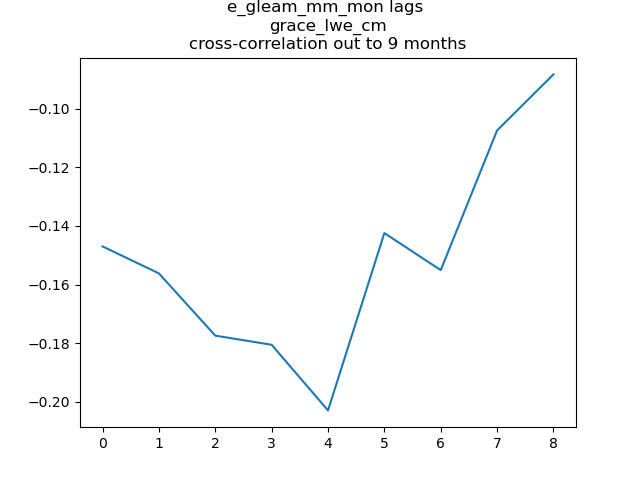 e_gleam_mm_mon lags
grace_lwe_cm
cross-correlation out to 9 months
−0.10
−0.12
−0.14
−0.16
−0.18
−0.20
0 1 2 3 4 5 6 7 8